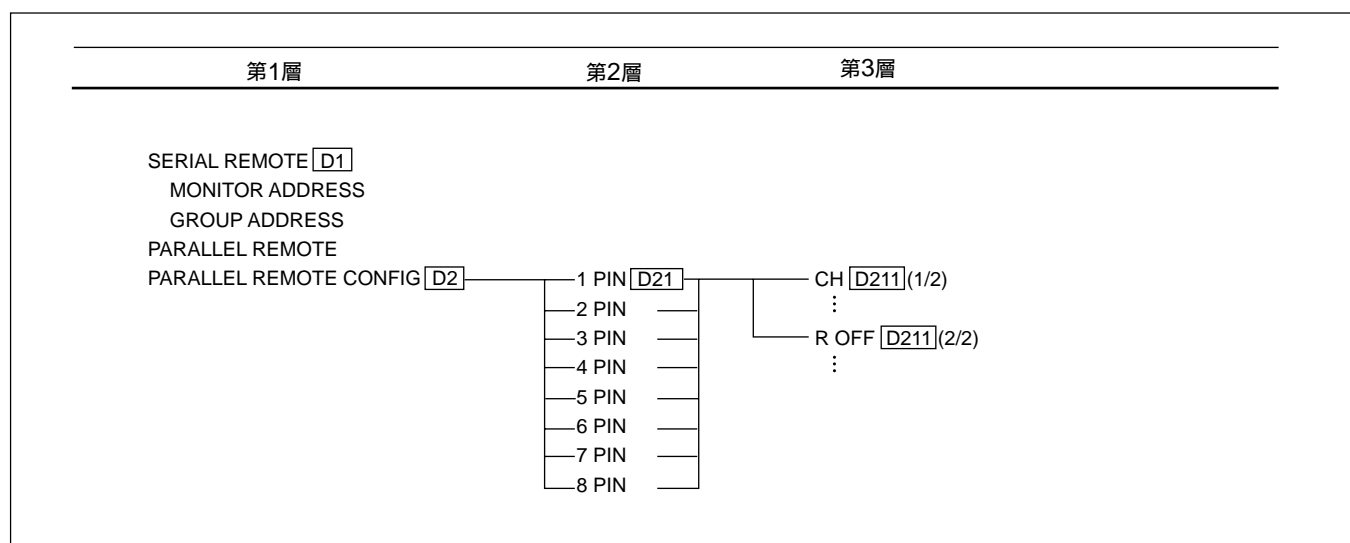 第1層 第2層 第3層
SERIAL REMOTE D1
MONITOR ADDRESS
GROUP ADDRESS
PARALLEL REMOTE
PARALLEL REMOTE CONFIG D2 1 PIN D21 CH D211 (1/2)
2 PIN
3 PIN R OFF D211 (2/2)
4 PIN
5 PIN
6 PIN
7 PIN
8 PIN